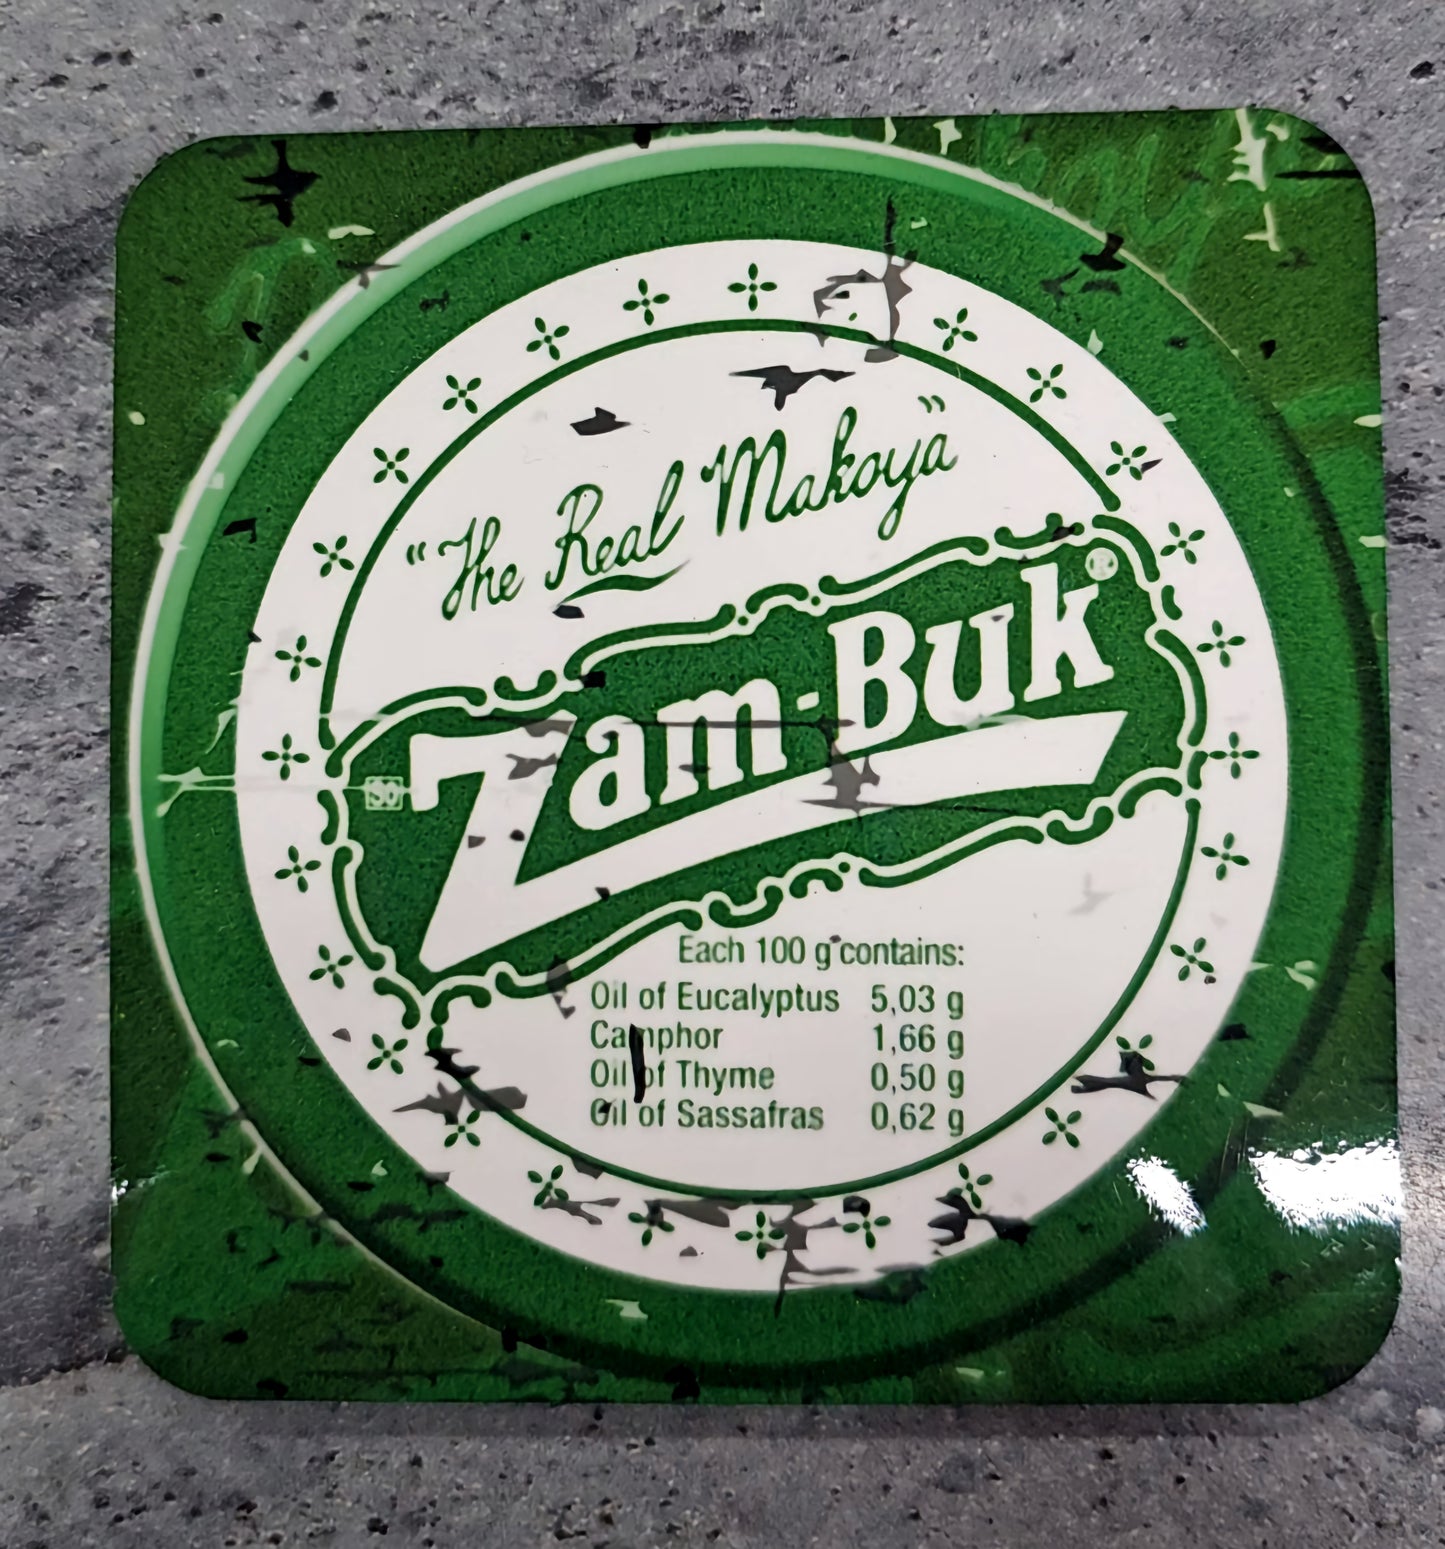 "The Real Makoya"
Zam-Buk®
Each 100 g contains:
Oil of Eucalyptus 5,03 g
Camphor 1,66 g
Oil of Thyme 0,50 g
Oil of Sassafras 0,62 g